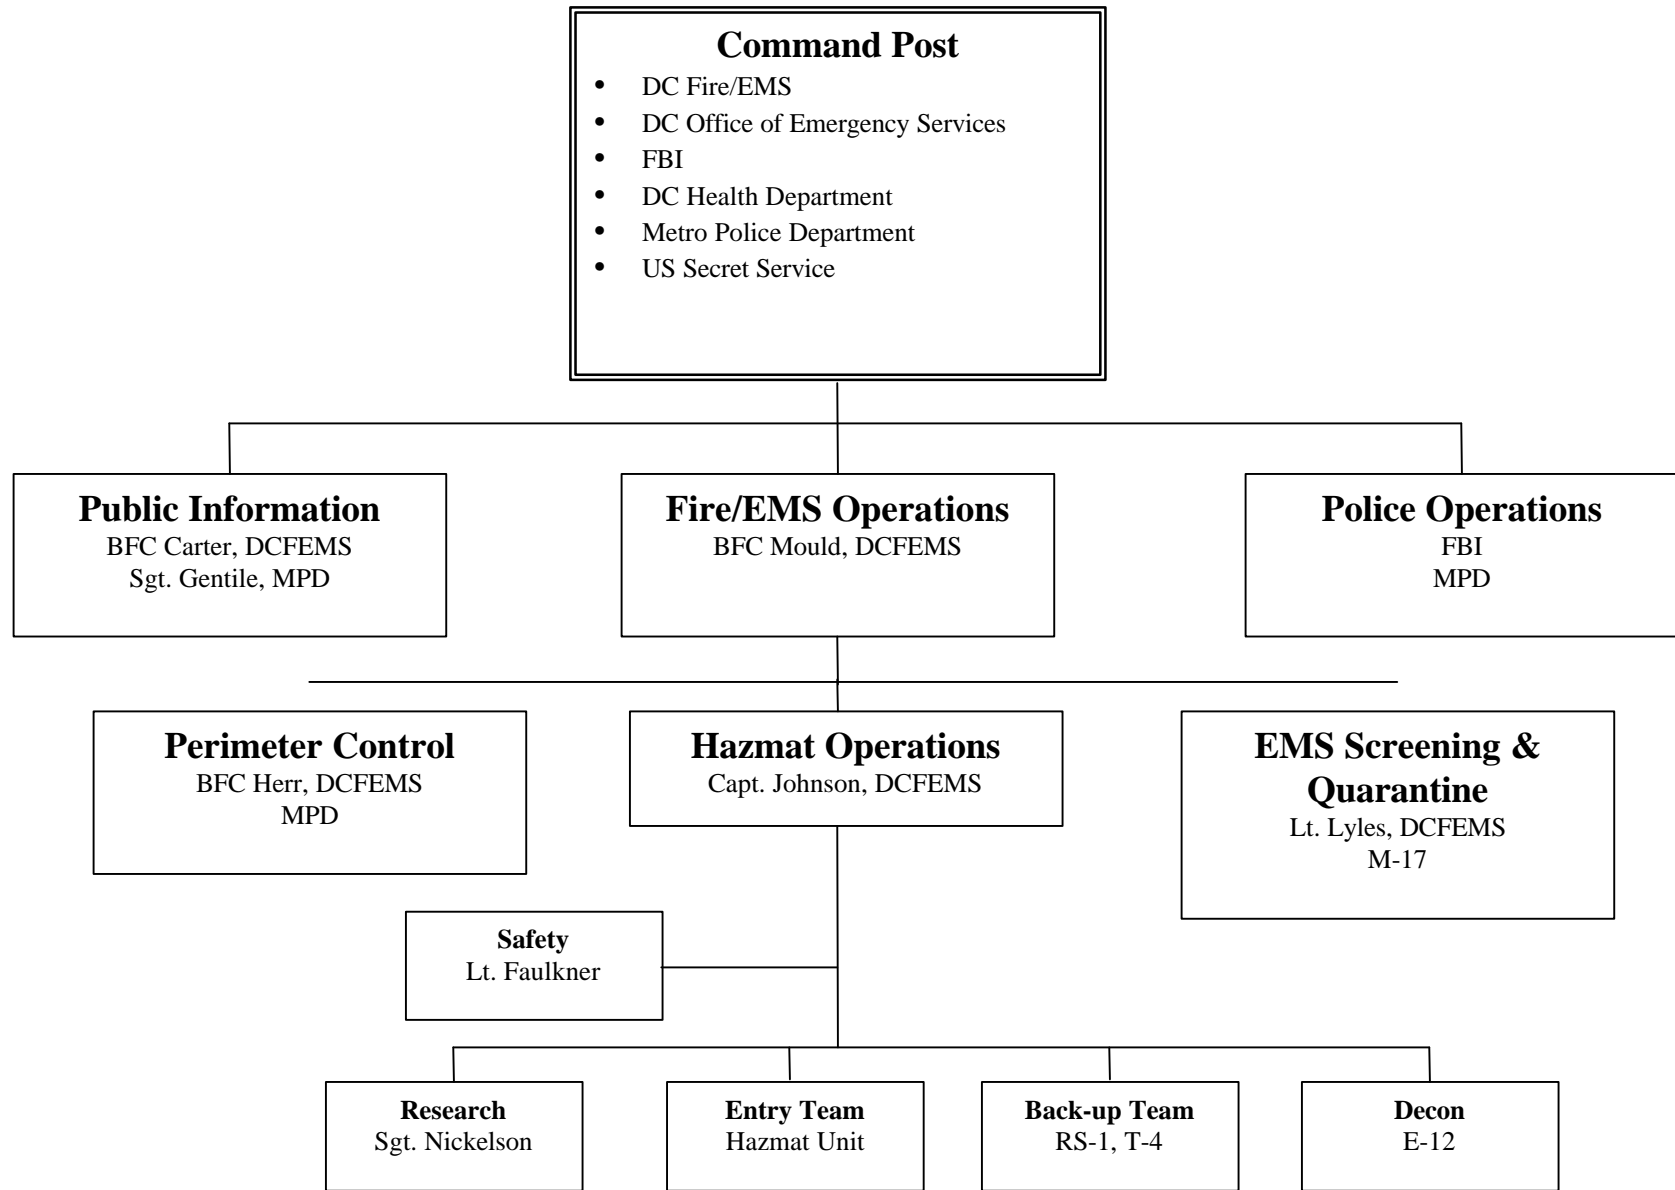 Command Post
• DC Fire/EMS
• DC Office of Emergency Services
• FBI
• DC Health Department
• Metro Police Department
• US Secret Service
Public Information
BFC Carter, DCFEMS
Sgt. Gentile, MPD
Fire/EMS Operations
BFC Mould, DCFEMS
Police Operations
FBI
MPD
Perimeter Control
BFC Herr, DCFEMS
MPD
Hazmat Operations
Capt. Johnson, DCFEMS
EMS Screening &
Quarantine
Lt. Lyles, DCFEMS
M-17
Safety
Lt. Faulkner
Research
Sgt. Nickelson
Entry Team
Hazmat Unit
Back-up Team
RS-1, T-4
Decon
E-12